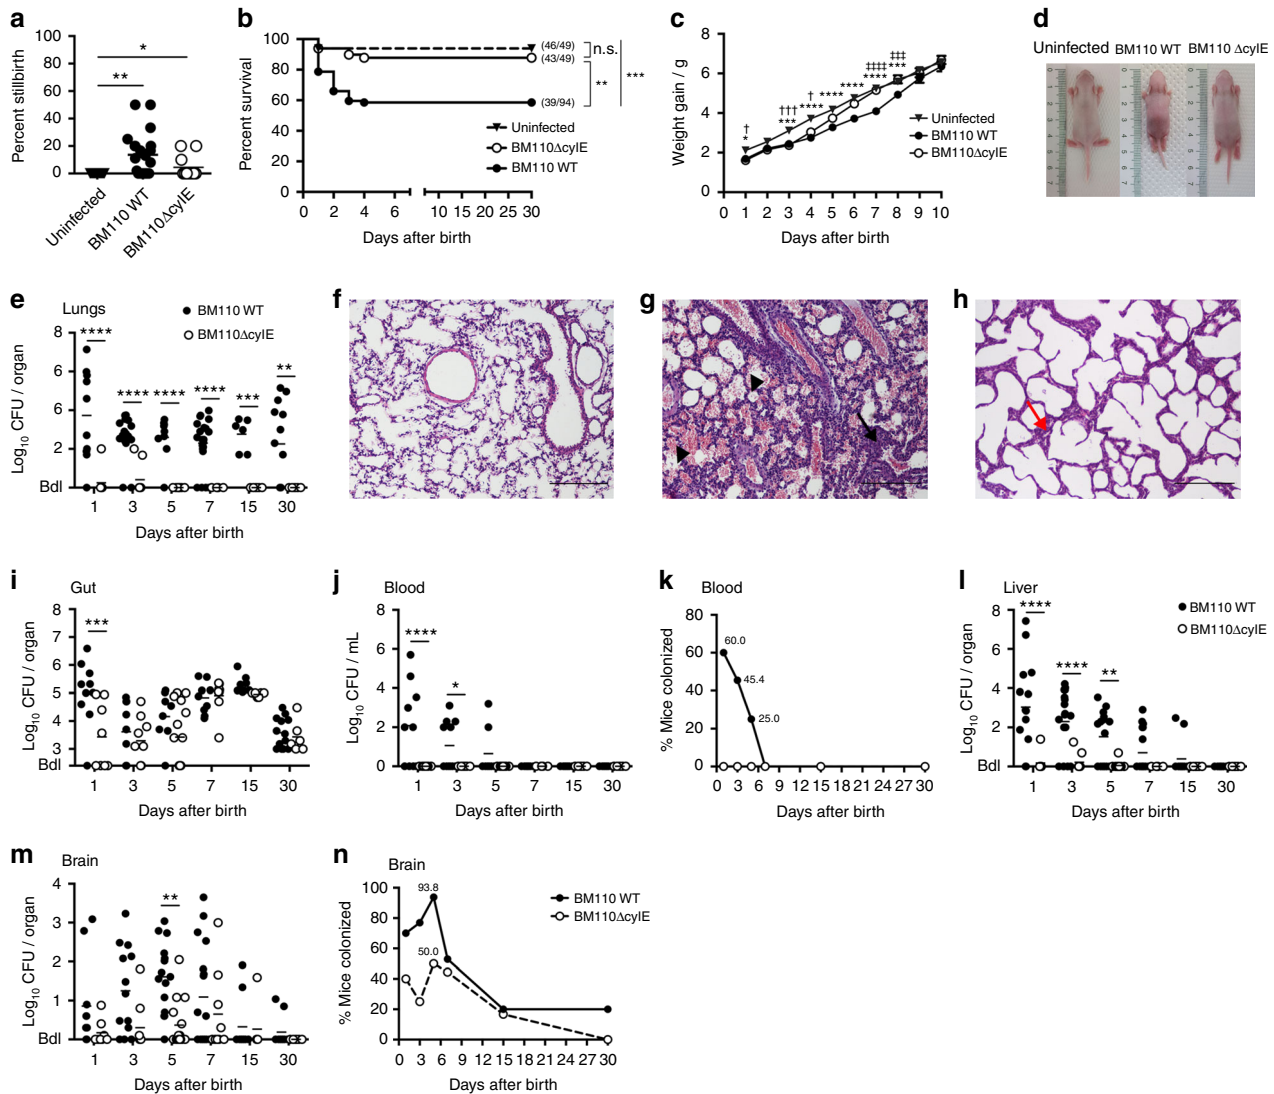 a
Percent stillbirth
100
80
60
40
20
0
*
**
Uninfected
BM110 WT
BM110ΔcylE
b
Percent survival
100
80
60
40
20
0
(46/49)
(43/49)
(39/94)
n.s.
**
***
Uninfected
BM110ΔcylE
BM110 WT
0 2 4 6 10 15 20 25 30
Days after birth
c
Weight gain / g
8
6
4
2
0
†
*
†††
***
†
****
****
****
‡‡‡‡
****
‡‡‡
***
Uninfected
BM110 WT
BM110ΔcylE
0 1 2 3 4 5 6 7 8 9 10
Days after birth
d
Uninfected BM110 WT BM110 ΔcylE
e
Lungs
BM110 WT
BM110ΔcylE
Log10 CFU / organ
8
6
6
2
Bdl
**** **** **** **** *** **
1 3 5 7 15 30
Days after birth
f
g
h
i
Gut
Log10 CFU / organ
8
7
6
5
4
3
Bdl
***
1 3 5 7 15 30
Days after birth
j
Blood
Log10 CFU / mL
8
6
4
2
0
****
*
1 3 5 7 15 30
Days after birth
k
Blood
% Mice colonized
80
60
40
20
0
60.0
45.4
25.0
0 3 6 9 12 15 18 21 24 27 30
Days after birth
l
Liver
BM110 WT
BM110ΔcylE
Log10 CFU / organ
8
6
4
2
Bdl
****
****
**
1 3 5 7 15 30
Days after birth
m
Brain
Log10 CFU / organ
4
3
2
1
Bdl
**
1 3 5 7 15 30
Days after birth
n
Brain
% Mice colonized
100
80
60
40
20
0
93.8
50.0
BM110 WT
BM110ΔcylE
0 3 6 9 12 15 18 21 24 27 30
Days after birth